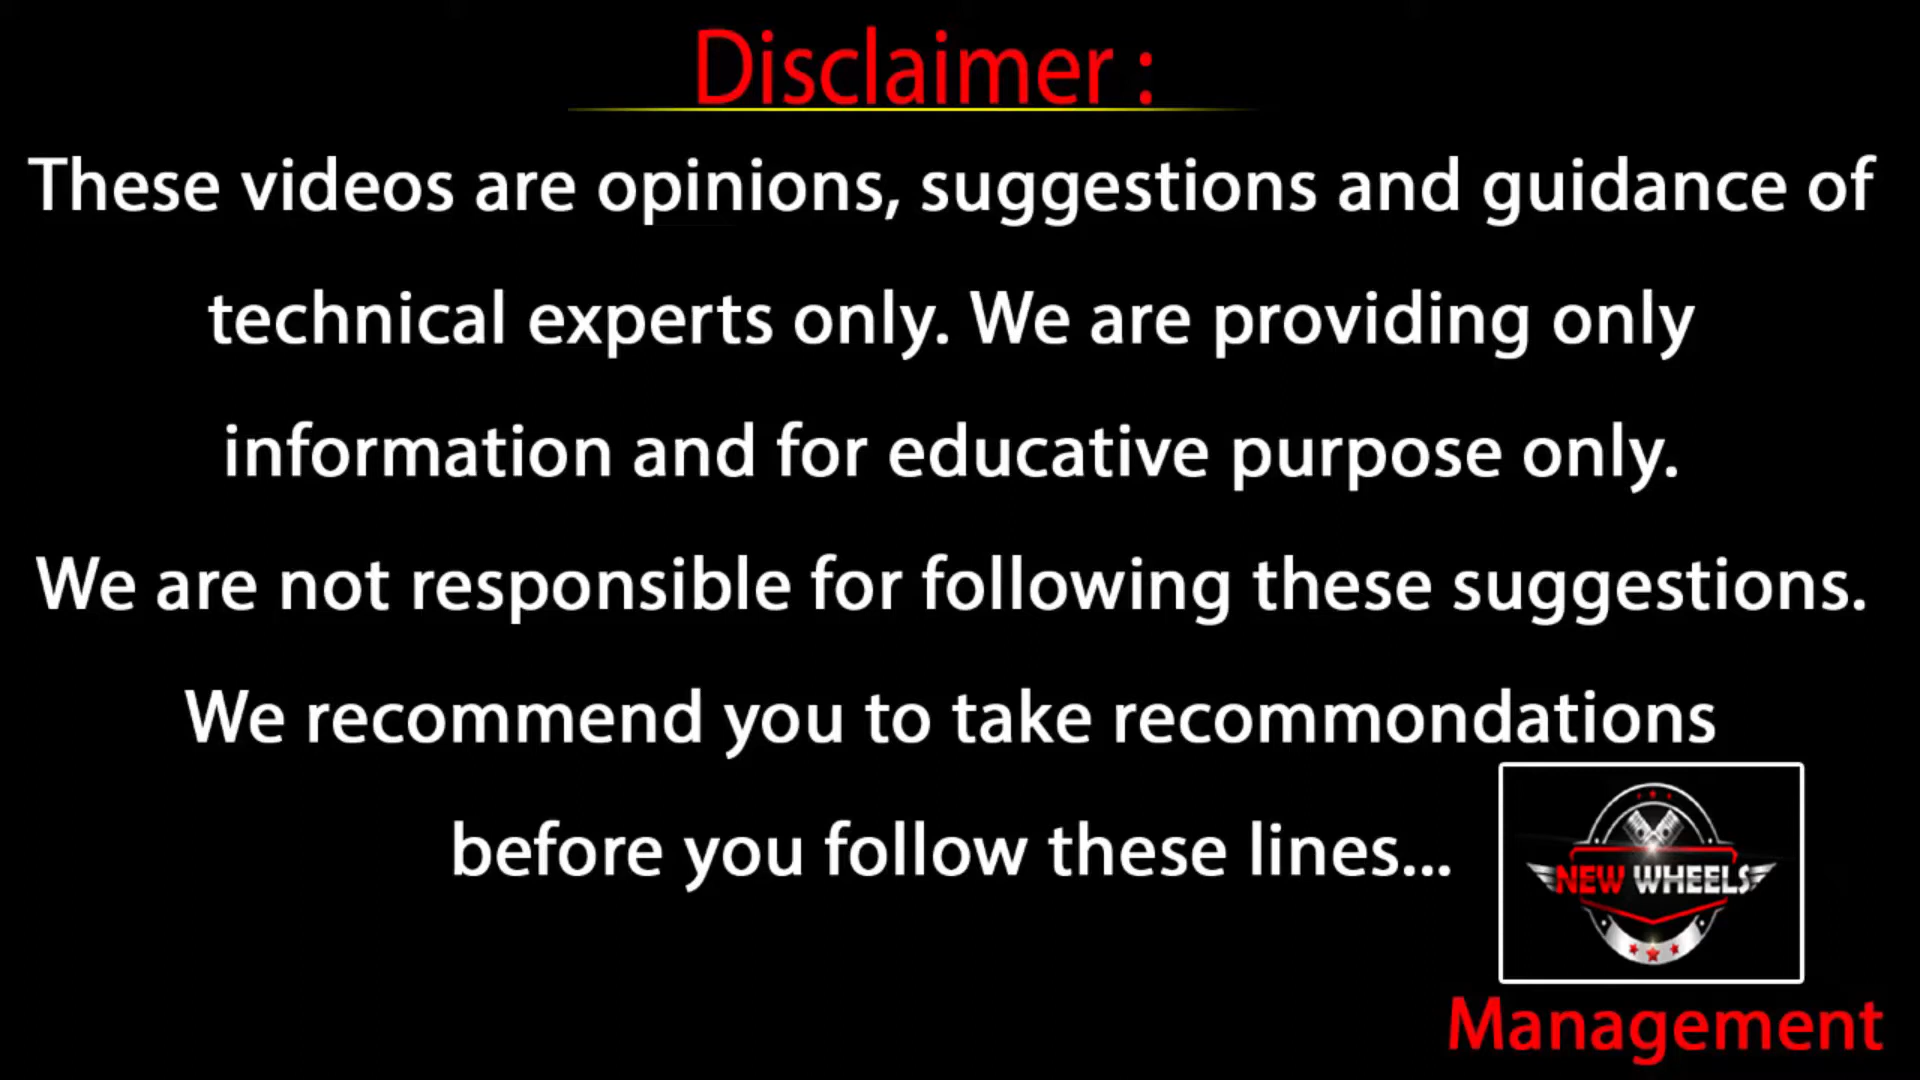 Disclaimer :
These videos are opinions, suggestions and guidance of
technical experts only. We are providing only
information and for educative purpose only.
We are not responsible for following these suggestions.
We recommend you to take recommondations
before you follow these lines...
NEW WHEELS
Management